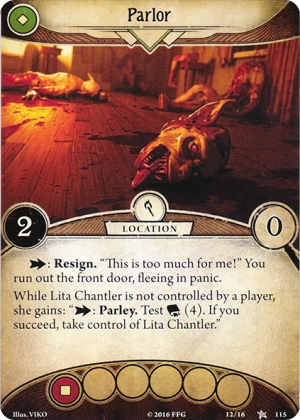 Parlor
2
LOCATION
0
: Resign. “This is too much for me!” You
run out the front door, fleeing in panic.
While Lita Chantler is not controlled by a player,
she gains: “ : Parley. Test (4). If you
succeed, take control of Lita Chantler.”
Illus. VIKO © 2016 FFG 12/16 115